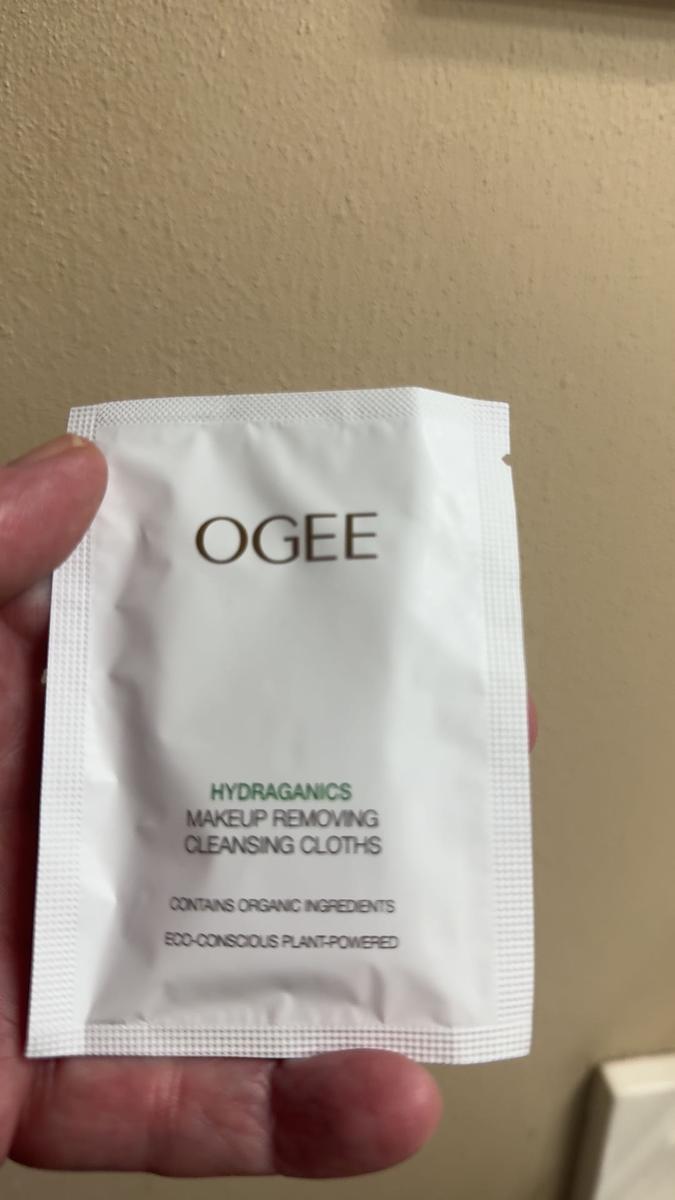 OGEE
HYDRAGANICS
MAKEUP REMOVING
CLEANSING CLOTHS
CONTAINS ORGANIC INGREDIENTS
ECO-CONSCIOUS PLANT-POWERED